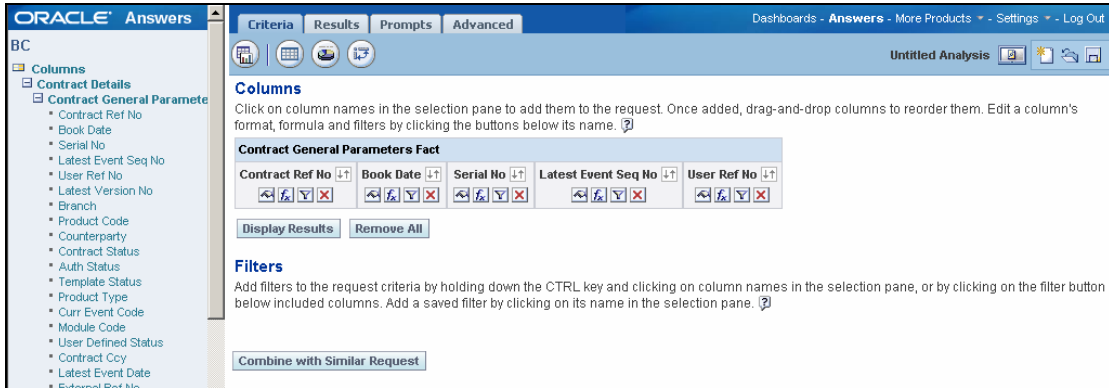 ORACLE Answers
BC
Columns
Contract Details
Contract General Paramete
Contract Ref No
Book Date
Serial No
Latest Event Seq No
User Ref No
Latest Version No
Branch
Product Code
Counterparty
Contract Status
Auth Status
Template Status
Product Type
Curr Event Code
Module Code
User Defined Status
Contract Ccy
Latest Event Date
External Ref No
Criteria Results Prompts Advanced
Dashboards - Answers - More Products - Settings - Log Out
Untitled Analysis
Columns
Click on column names in the selection pane to add them to the request. Once added, drag-and-drop columns to reorder them. Edit a column's
format, formula and filters by clicking the buttons below its name. ?
Contract General Parameters Fact
Contract Ref No Book Date Serial No Latest Event Seq No User Ref No
fx fx fx fx fx
Display Results Remove All
Filters
Add filters to the request criteria by holding down the CTRL key and clicking on column names in the selection pane, or by clicking on the filter button
below included columns. Add a saved filter by clicking on its name in the selection pane. ?
Combine with Similar Request